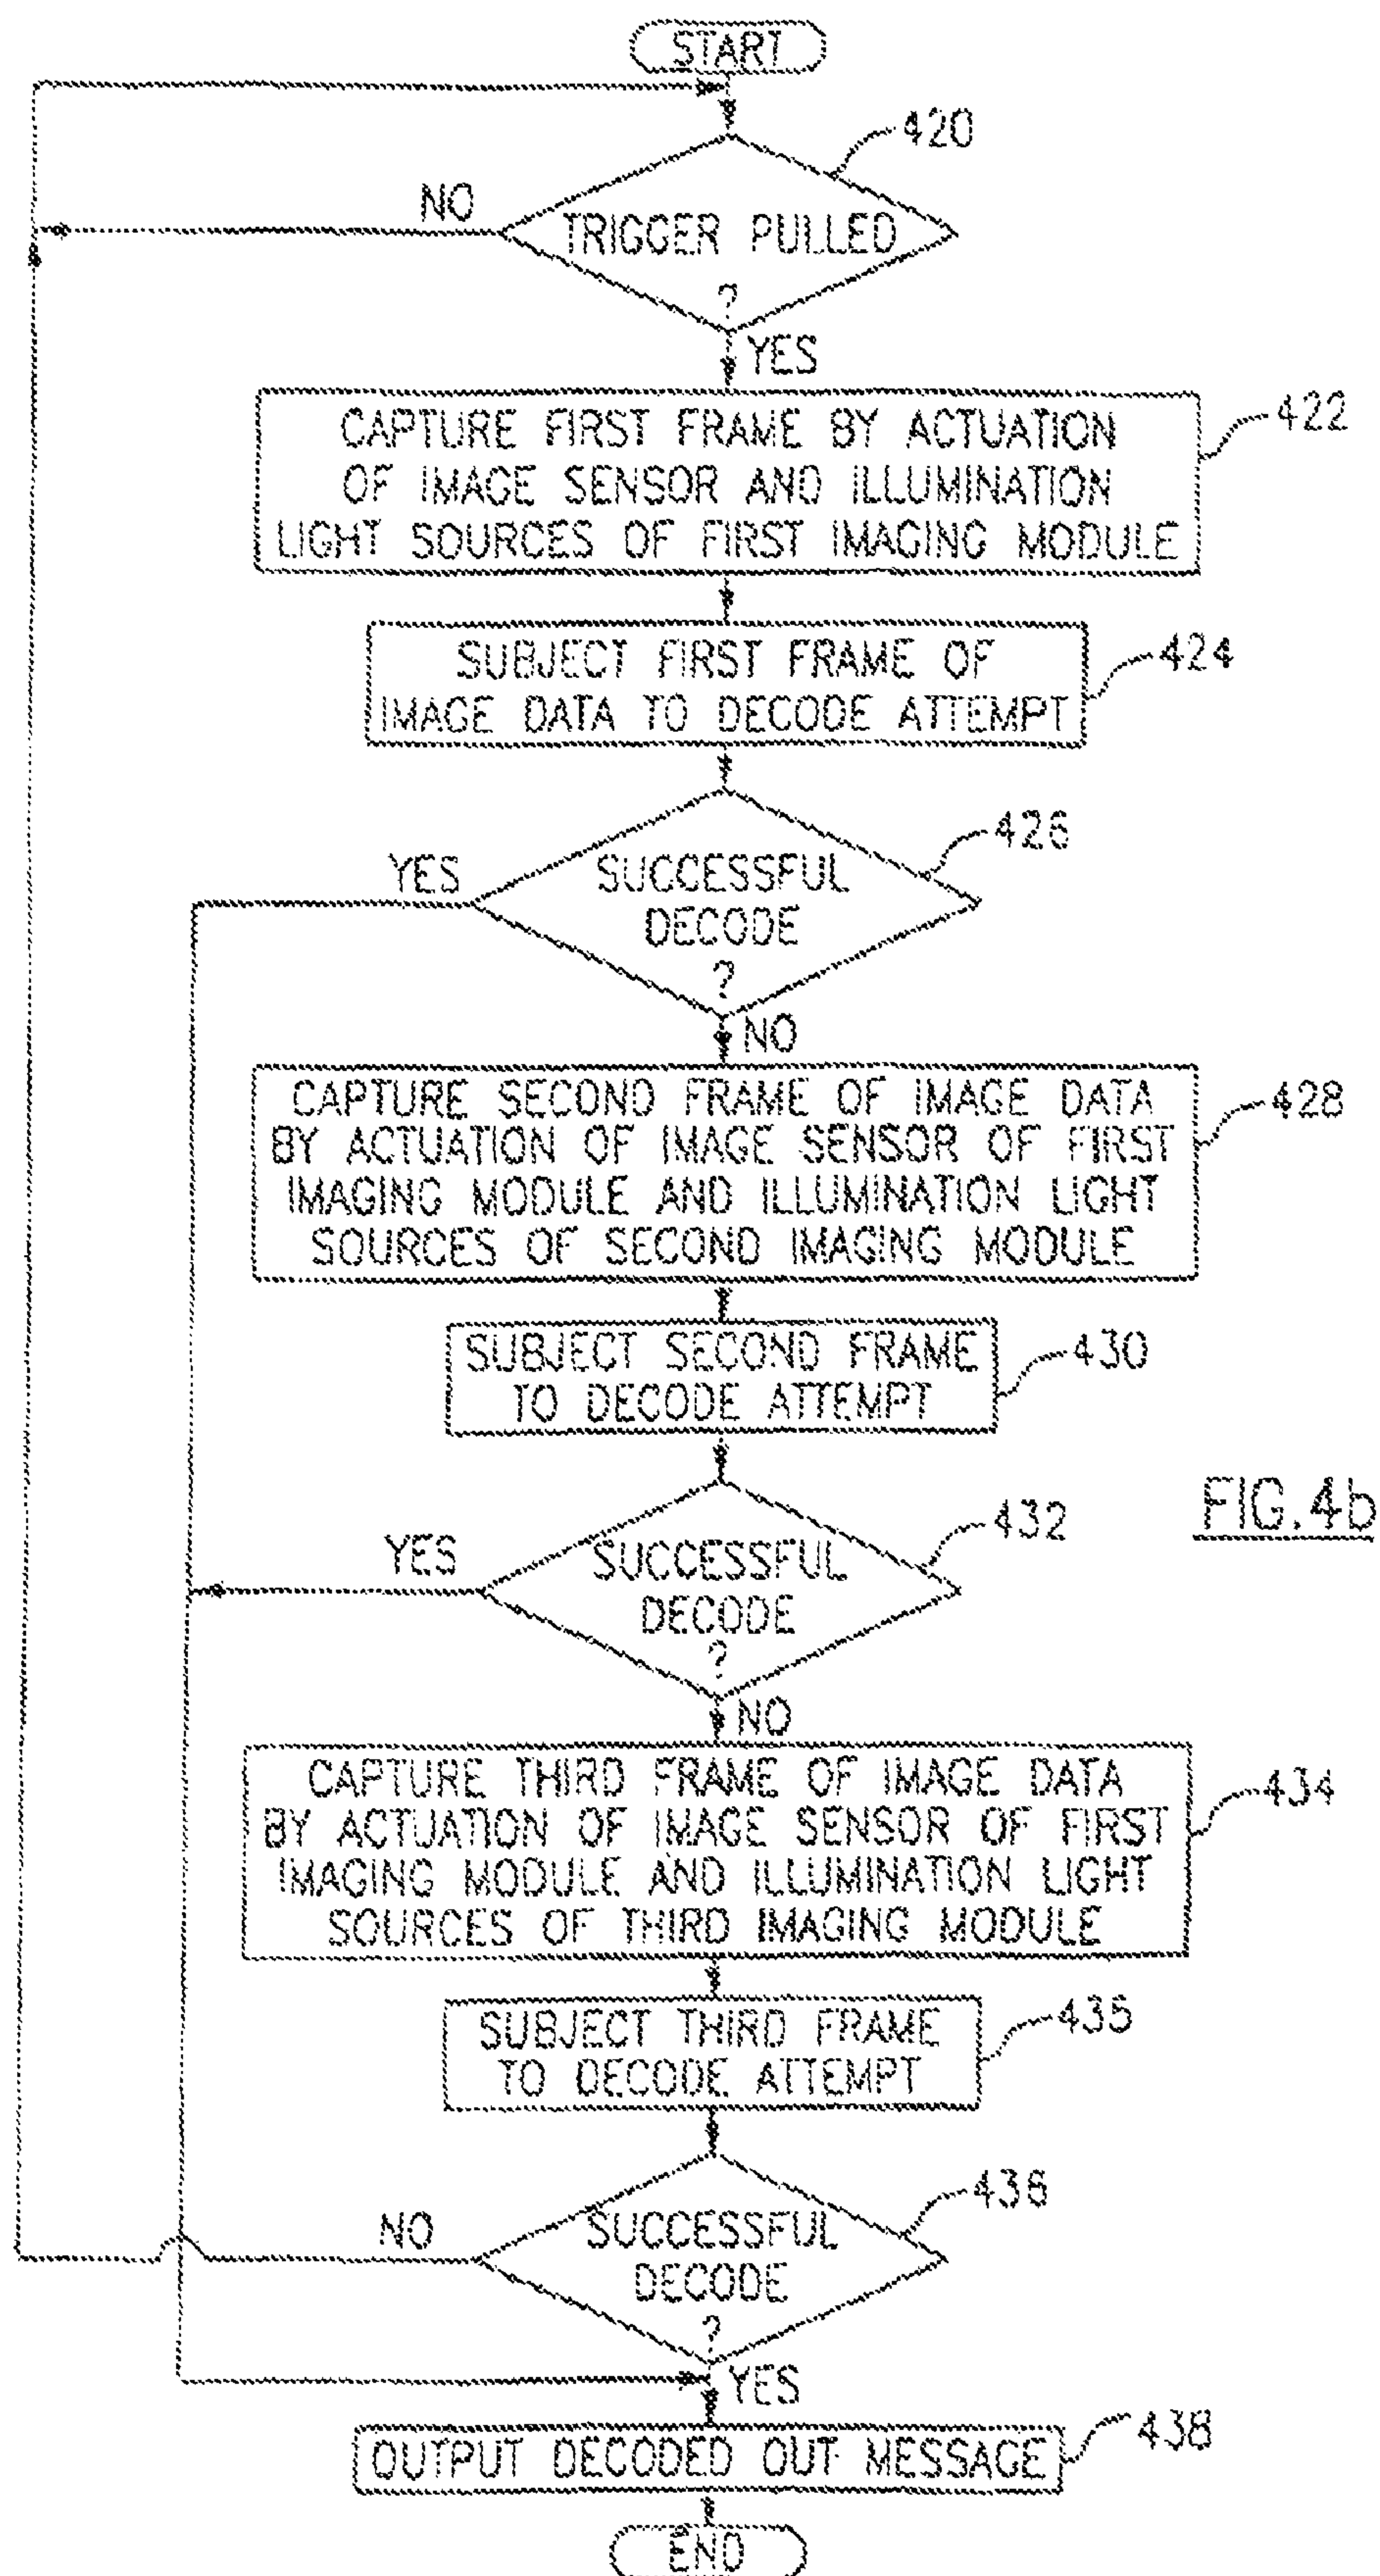 START
420
NO
TRIGGER PULLED
?
YES
CAPTURE FIRST FRAME BY ACTUATION
OF IMAGE SENSOR AND ILLUMINATION
LIGHT SOURCES OF FIRST IMAGING MODULE
422
SUBJECT FIRST FRAME OF
IMAGE DATA TO DECODE ATTEMPT
424
426
YES
SUCCESSFUL
DECODE
?
NO
CAPTURE SECOND FRAME OF IMAGE DATA
BY ACTUATION OF IMAGE SENSOR OF FIRST
IMAGING MODULE AND ILLUMINATION LIGHT
SOURCES OF SECOND IMAGING MODULE
428
SUBJECT SECOND FRAME
TO DECODE ATTEMPT
430
FIG.4b
432
YES
SUCCESSFUL
DECODE
?
NO
CAPTURE THIRD FRAME OF IMAGE DATA
BY ACTUATION OF IMAGE SENSOR OF FIRST
IMAGING MODULE AND ILLUMINATION LIGHT
SOURCES OF THIRD IMAGING MODULE
434
SUBJECT THIRD FRAME
TO DECODE ATTEMPT
435
436
NO
SUCCESSFUL
DECODE
?
YES
OUTPUT DECODED OUT MESSAGE
438
END